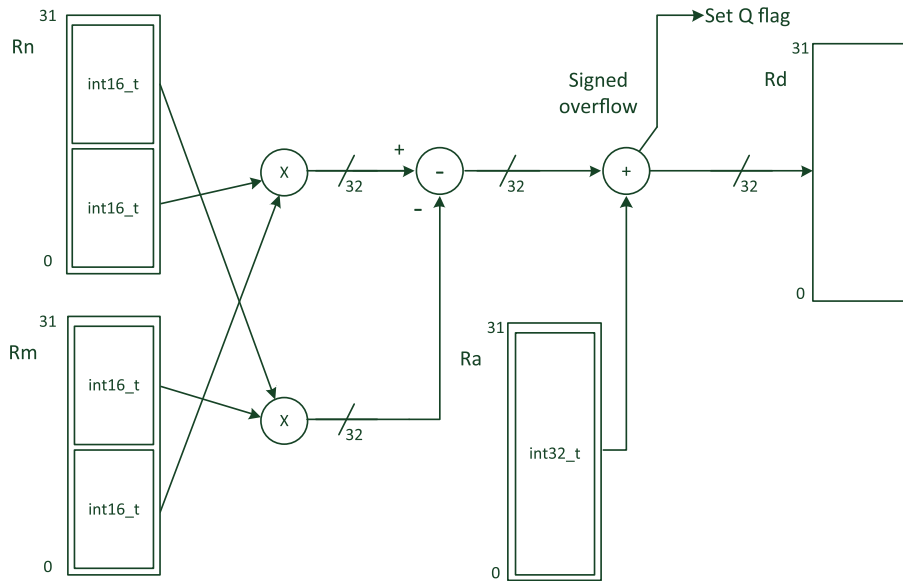 31
Rn
int16_t
int16_t
0
31
Rm
int16_t
int16_t
0
X
32
X
32
+
-
-
32
Signed
overflow
Set Q flag
+
32
31
Ra
int32_t
0
31
Rd
0